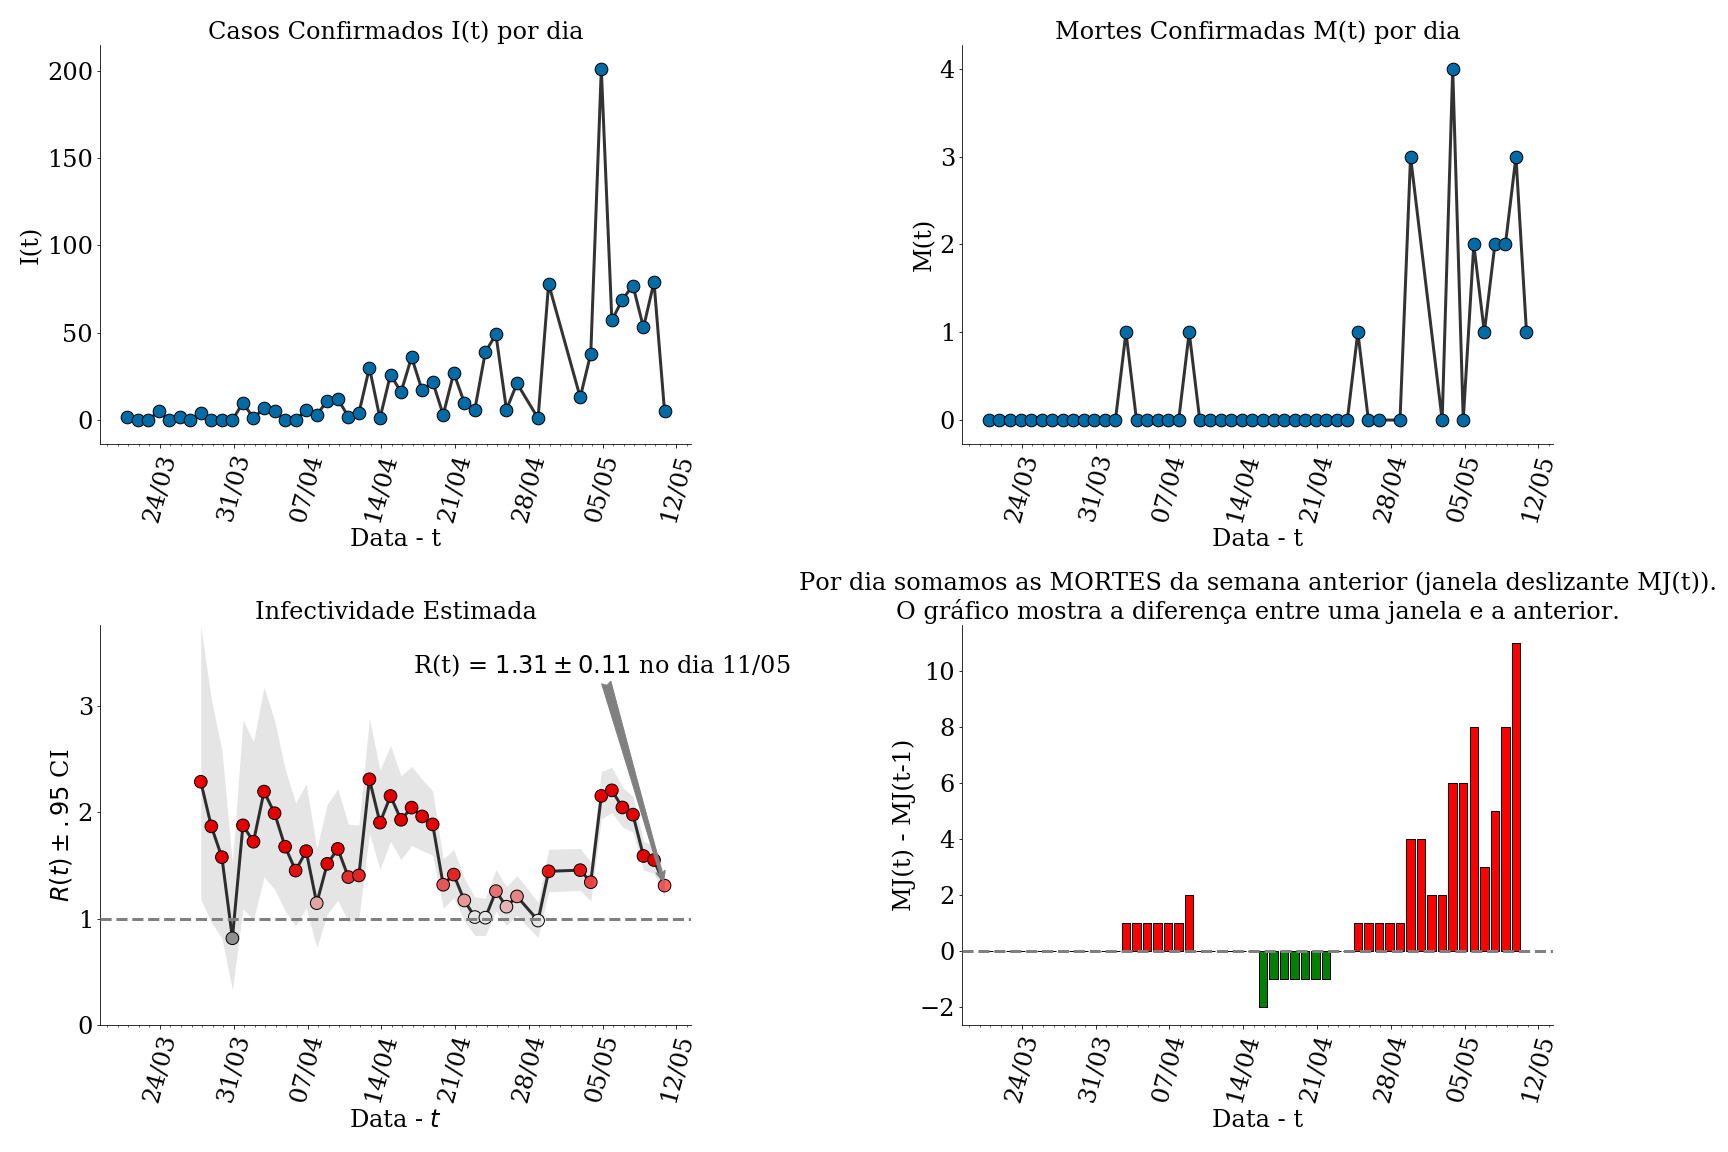 Casos Confirmados I(t) por dia
I(t)
200
150
100
50
0
24/03 31/03 07/04 14/04 21/04 28/04 05/05 12/05
Data - t
Mortes Confirmadas M(t) por dia
M(t)
4
3
2
1
0
24/03 31/03 07/04 14/04 21/04 28/04 05/05 12/05
Data - t
Infectividade Estimada
R(t) = 1.31 ± 0.11 no dia 11/05
R(t) ± .95 CI
3
2
1
0
24/03 31/03 07/04 14/04 21/04 28/04 05/05 12/05
Data - t
Por dia somamos as MORTES da semana anterior (janela deslizante MJ(t)).
O gráfico mostra a diferença entre uma janela e a anterior.
MJ(t) - MJ(t-1)
10
8
6
4
2
0
−2
24/03 31/03 07/04 14/04 21/04 28/04 05/05 12/05
Data - t